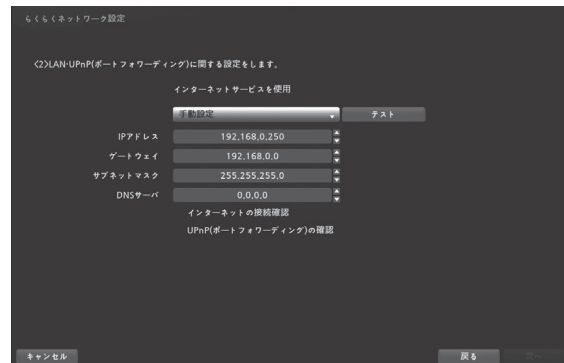 らくらくネットワーク設定
<2>LAN-UPnP(ポートフォワーディング)に関する設定をします。
インターネットサービスを使用
手動設定 テスト
IPアドレス 192.168.0.250
ゲートウェイ 192.168.0.0
サブネットマスク 255.255.255.0
DNSサーバ 0.0.0.0
インターネットの接続確認
UPnP(ポートフォワーディング)の確認
キャンセル 戻る 次へ